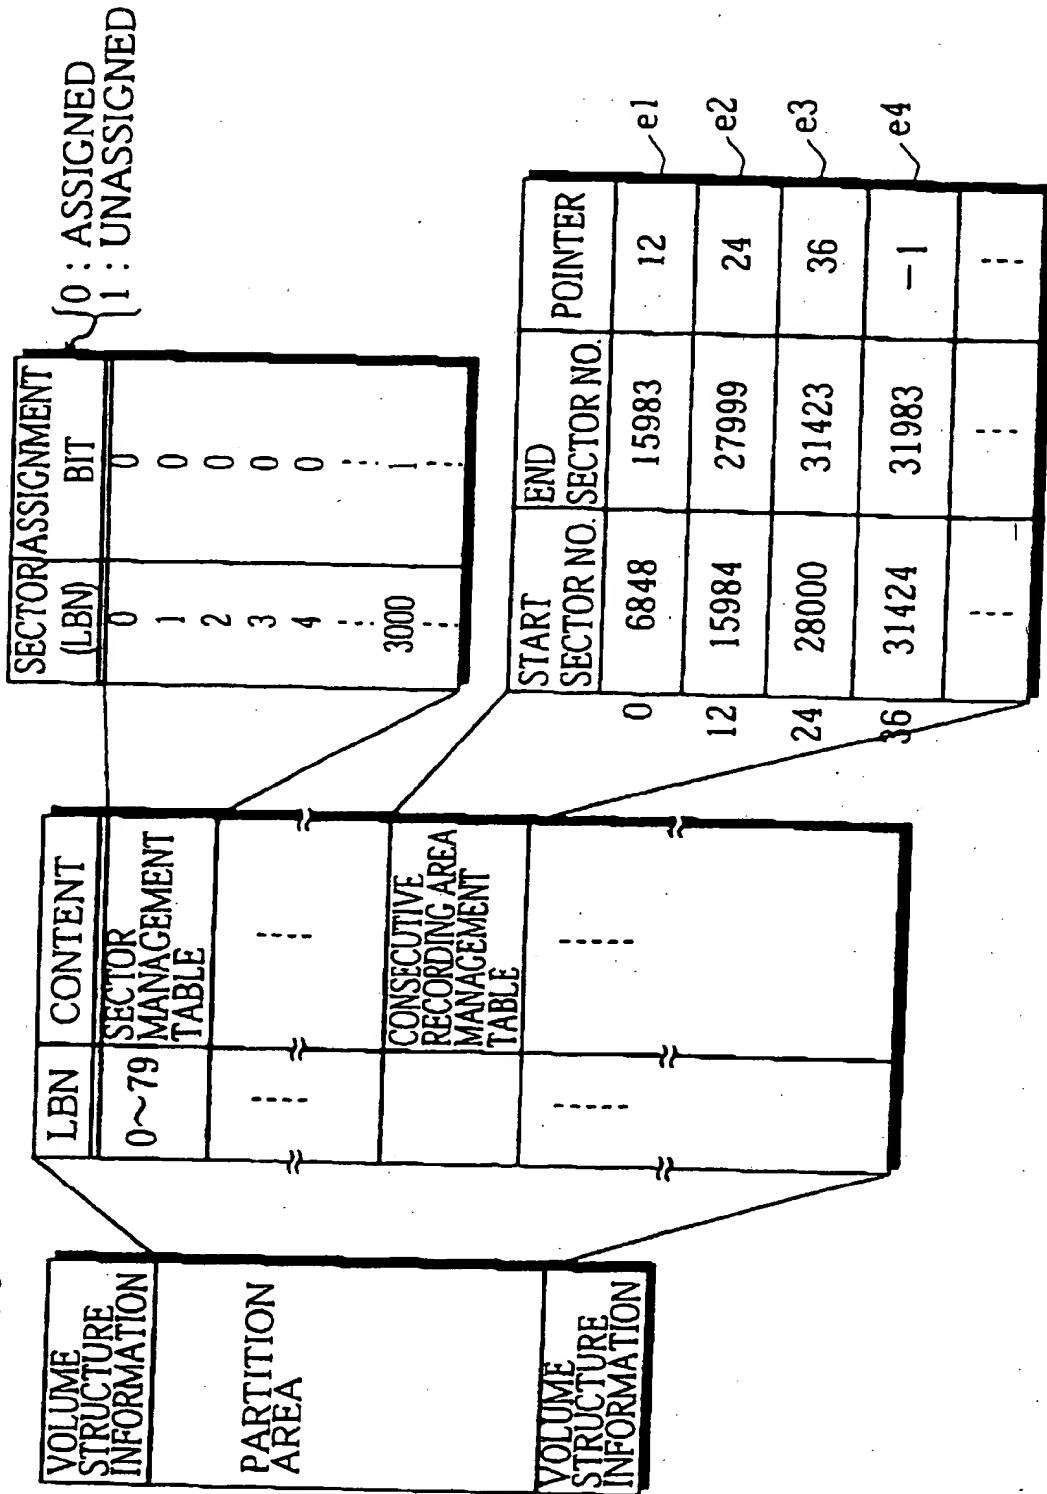 VOLUME
STRUCTURE
INFORMATION
PARTITION
AREA
VOLUME
STRUCTURE
INFORMATION
LBN CONTENT
0~79 SECTOR
MANAGEMENT
TABLE
CONSECUTIVE
RECORDING AREA
MANAGEMENT
TABLE
SECTOR ASSIGNMENT
(LBN) BIT
0 0
1 0
2 0
3 0
4 0
3000 1
0 : ASSIGNED
1 : UNASSIGNED
START END POINTER
SECTOR NO. SECTOR NO.
0 6848 15983 12 e1
12 15984 27999 24 e2
24 28000 31423 36 e3
36 31424 31983 -1 e4